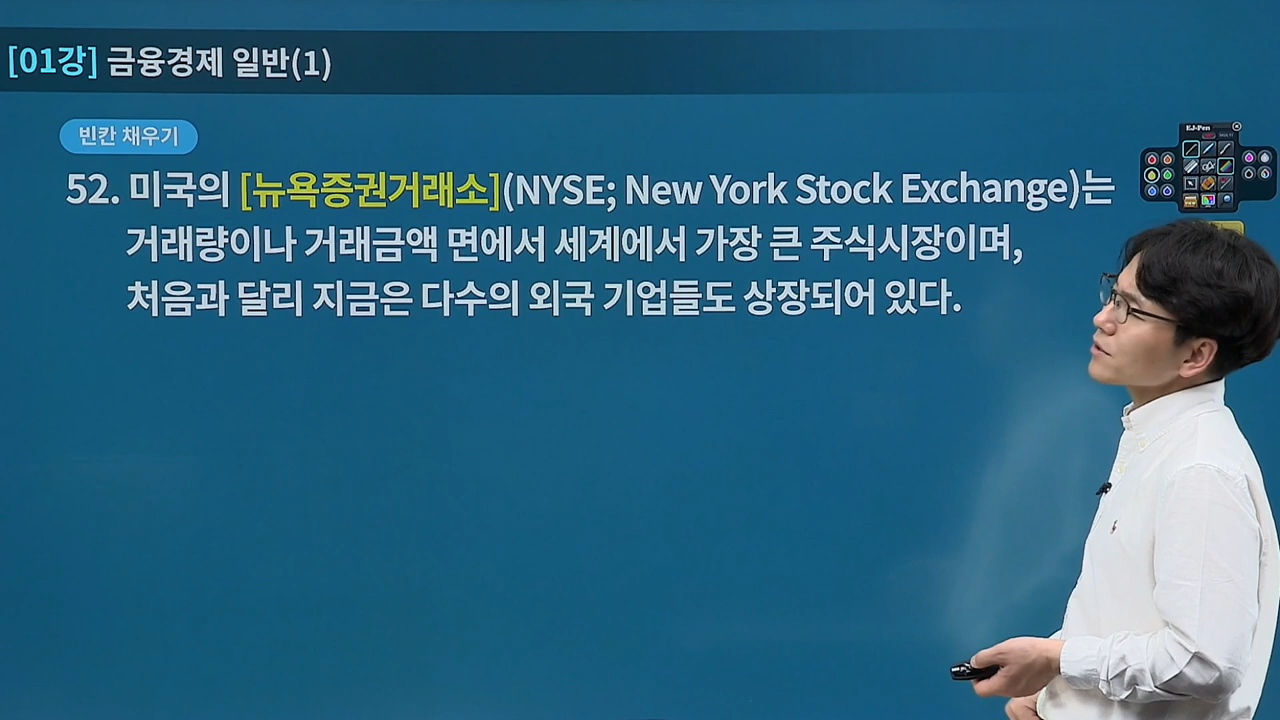 [01강] 금융경제 일반(1)
빈칸 채우기
52. 미국의 [뉴욕증권거래소](NYSE; New York Stock Exchange)는
거래량이나 거래금액 면에서 세계에서 가장 큰 주식시장이며,
처음과 달리 지금은 다수의 외국 기업들도 상장되어 있다.
EJ-Pen